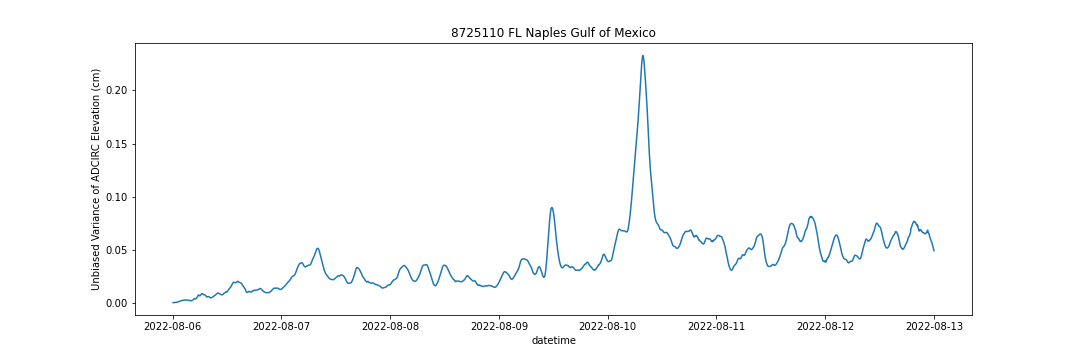 8725110 FL Naples Gulf of Mexico
Unbiased Variance of ADCIRC Elevation (cm)
0.20
0.15
0.10
0.05
0.00
2022-08-06 2022-08-07 2022-08-08 2022-08-09 2022-08-10 2022-08-11 2022-08-12 2022-08-13
datetime